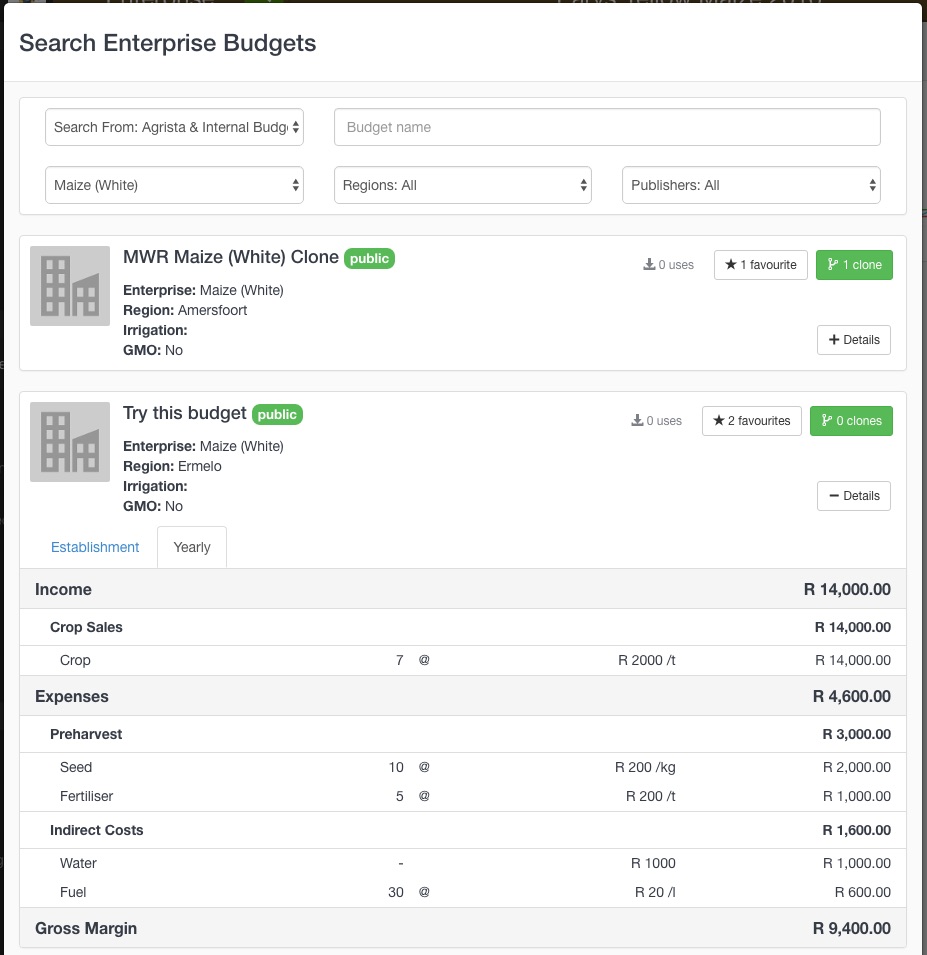 Search Enterprise Budgets
Search From: Agrista & Internal Budg
Budget name
Maize (White)
Regions: All
Publishers: All
MWR Maize (White) Clone public
0 uses
★ 1 favourite
1 clone
Enterprise: Maize (White)
Region: Amersfoort
Irrigation:
GMO: No
+ Details
Try this budget public
0 uses
★ 2 favourites
0 clones
Enterprise: Maize (White)
Region: Ermelo
Irrigation:
GMO: No
− Details
Establishment Yearly
Income R 14,000.00
Crop Sales R 14,000.00
Crop 7 @ R 2000 /t R 14,000.00
Expenses R 4,600.00
Preharvest R 3,000.00
Seed 10 @ R 200 /kg R 2,000.00
Fertiliser 5 @ R 200 /t R 1,000.00
Indirect Costs R 1,600.00
Water - R 1000 R 1,000.00
Fuel 30 @ R 20 /l R 600.00
Gross Margin R 9,400.00